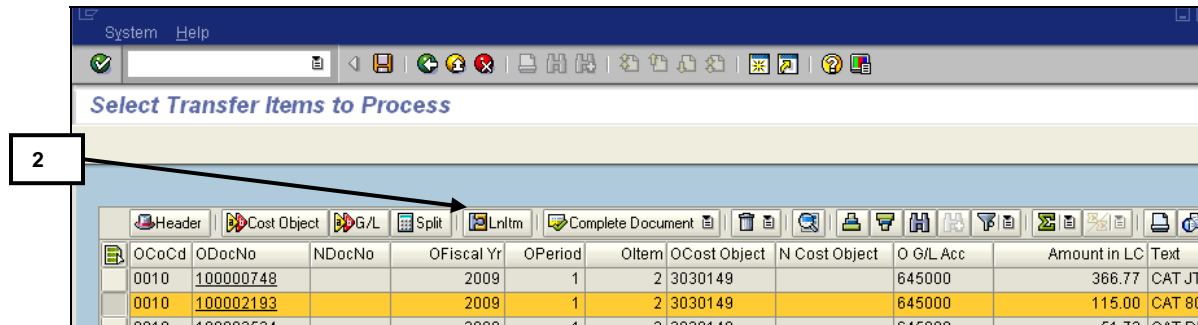 System Help
Select Transfer Items to Process
2
Header Cost Object G/L Split LnItm Complete Document
OCoCd ODocNo NDocNo OFiscal Yr OPeriod OItem OCost Object N Cost Object O G/L Acc Amount in LC Text
0010 100000748 2009 1 2 3030149 645000 366.77 CAT JT
0010 100002193 2009 1 2 3030149 645000 115.00 CAT 80